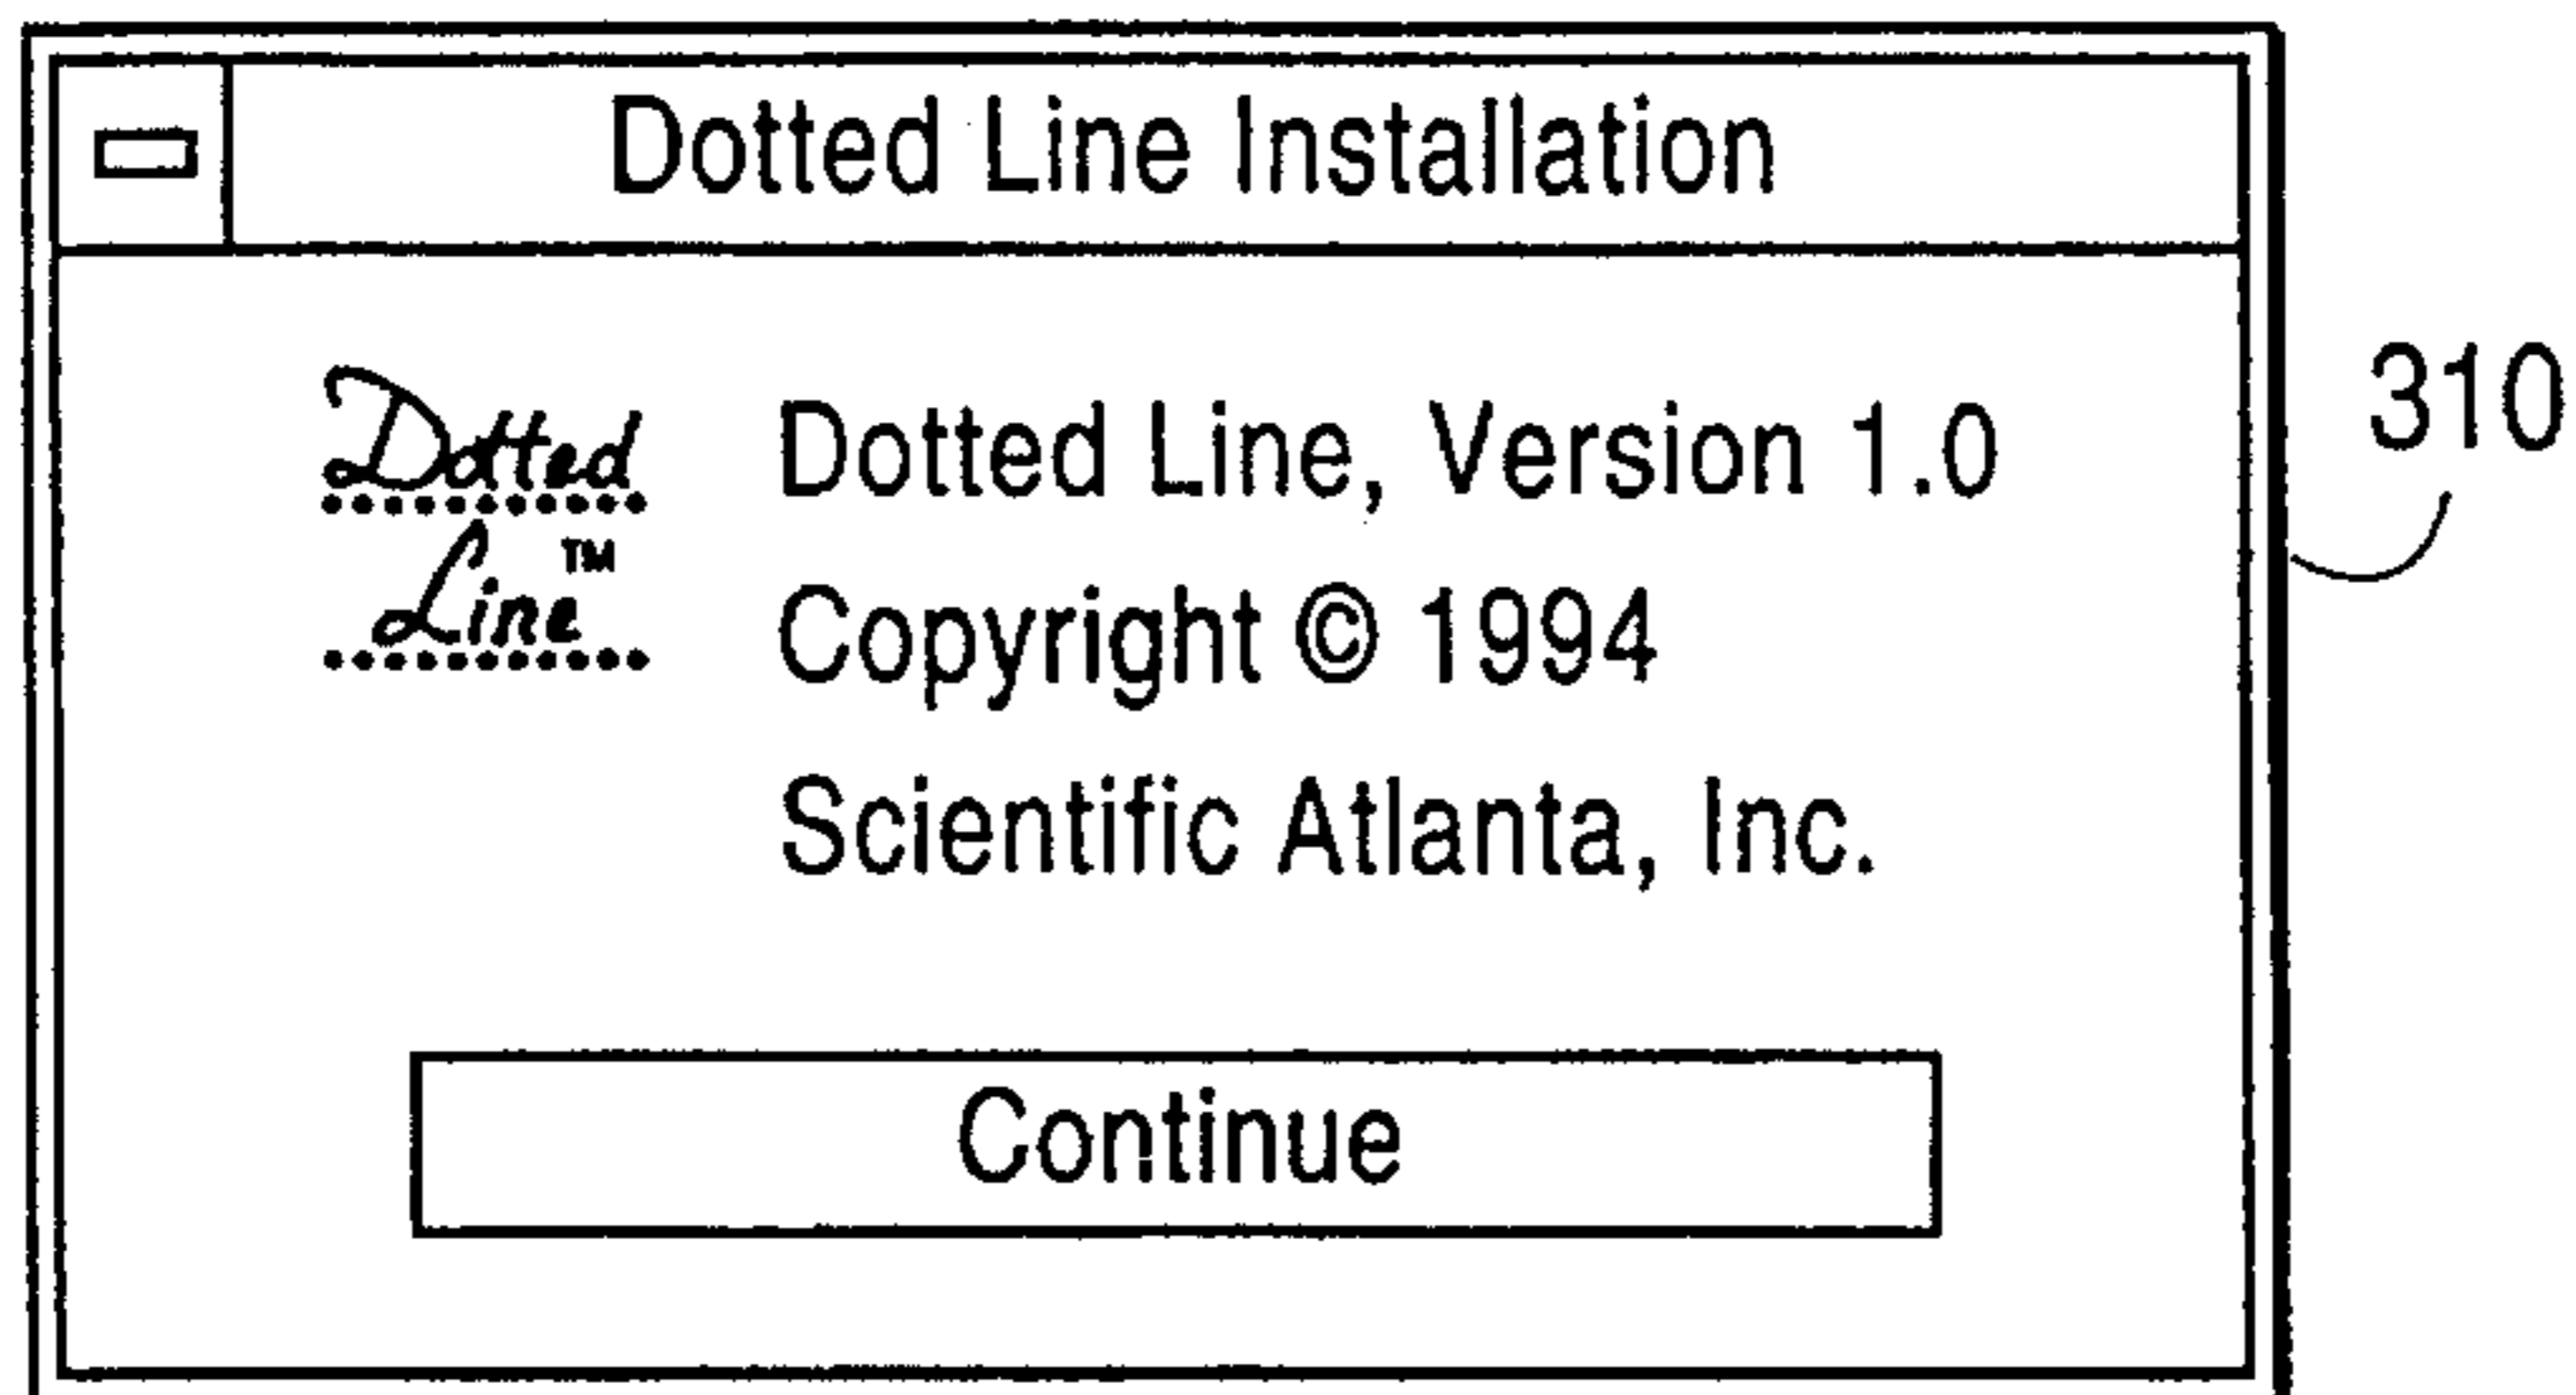 Dotted Line Installation
Dotted
Line™
Dotted Line, Version 1.0
Copyright © 1994
Scientific Atlanta, Inc.
310
Continue